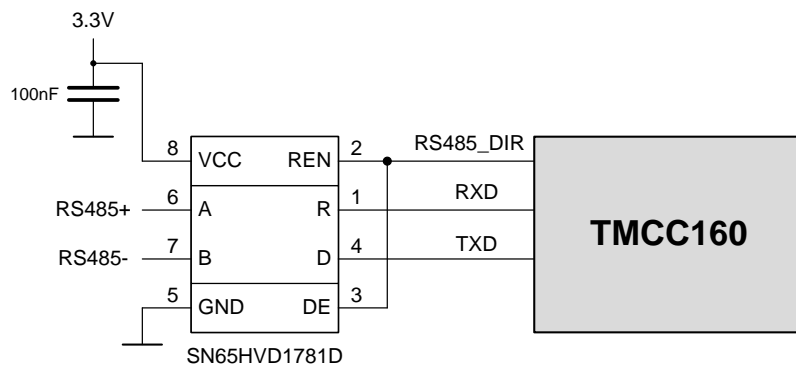 3.3V
100nF
8 VCC REN 2 RS485_DIR
RS485+ 6 A R 1 RXD
TMCC160
RS485- 7 B D 4 TXD
5 GND DE 3
SN65HVD1781D